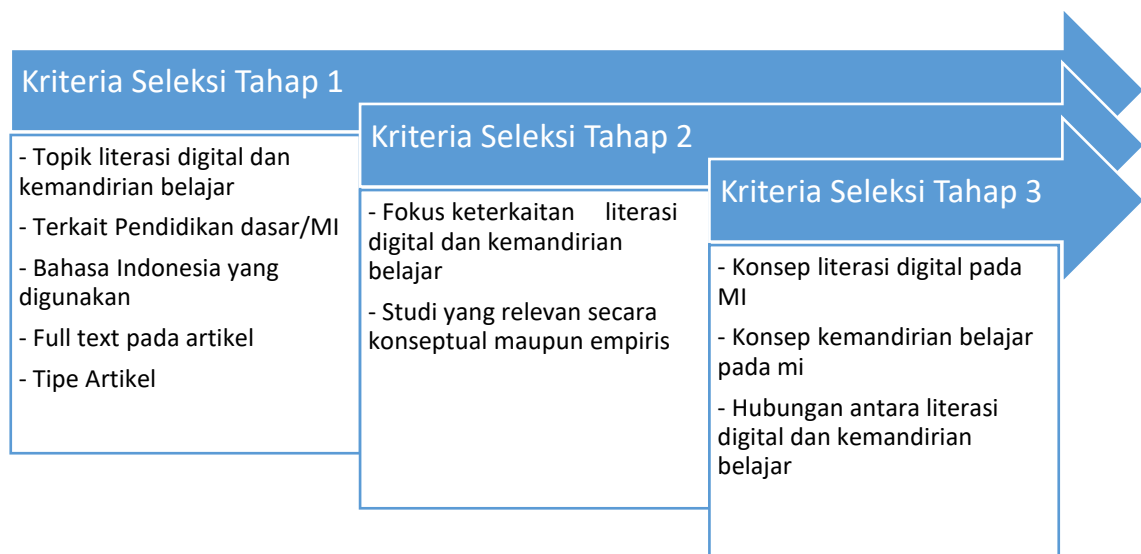 Kriteria Seleksi Tahap 1
- Topik literasi digital dan
kemandirian belajar
- Terkait Pendidikan dasar/MI
- Bahasa Indonesia yang
digunakan
- Full text pada artikel
- Tipe Artikel
Kriteria Seleksi Tahap 2
- Fokus keterkaitan literasi
digital dan kemandirian
belajar
- Studi yang relevan secara
konseptual maupun empiris
Kriteria Seleksi Tahap 3
- Konsep literasi digital pada
MI
- Konsep kemandirian belajar
pada mi
- Hubungan antara literasi
digital dan kemandirian
belajar